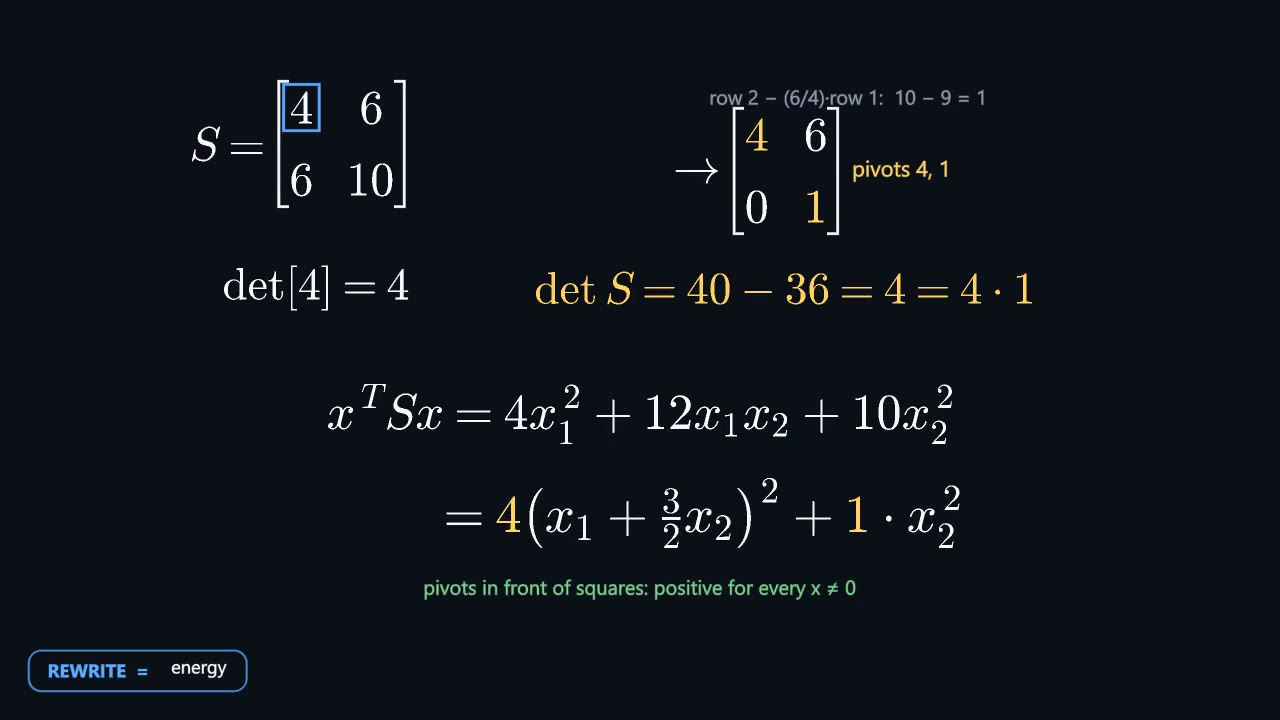 S = [4 6; 6 10]
row 2 − (6/4)·row 1: 10 − 9 = 1
→ [4 6; 0 1] pivots 4, 1
det[4] = 4
det S = 40 − 36 = 4 = 4 · 1
x^T S x = 4x_1^2 + 12x_1x_2 + 10x_2^2
= 4(x_1 + 3/2 x_2)^2 + 1 · x_2^2
pivots in front of squares: positive for every x ≠ 0
REWRITE = energy